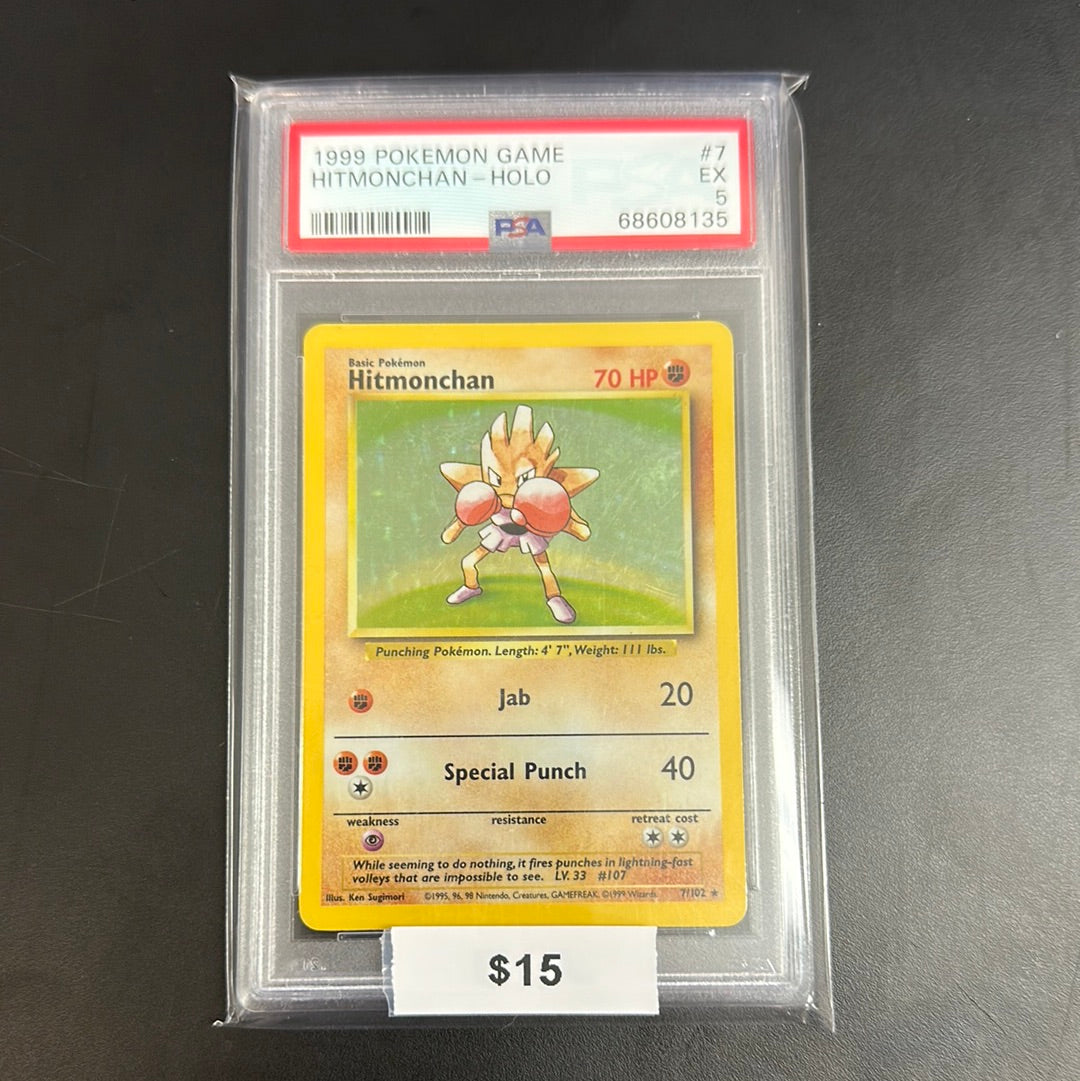 1999 POKEMON GAME #7
HITMONCHAN - HOLO EX
5
PSA 68608135
Basic Pokémon
Hitmonchan 70 HP
Punching Pokémon. Length: 4' 7", Weight: 111 lbs.
Jab 20
Special Punch 40
weakness resistance retreat cost
While seeming to do nothing, it fires punches in lightning-fast
volleys that are impossible to see. LV. 33 #107
Illus. Ken Sugimori ©1995, 96, 98 Nintendo, Creatures, GAMEFREAK. ©1999 Wizards. 7/102
$15